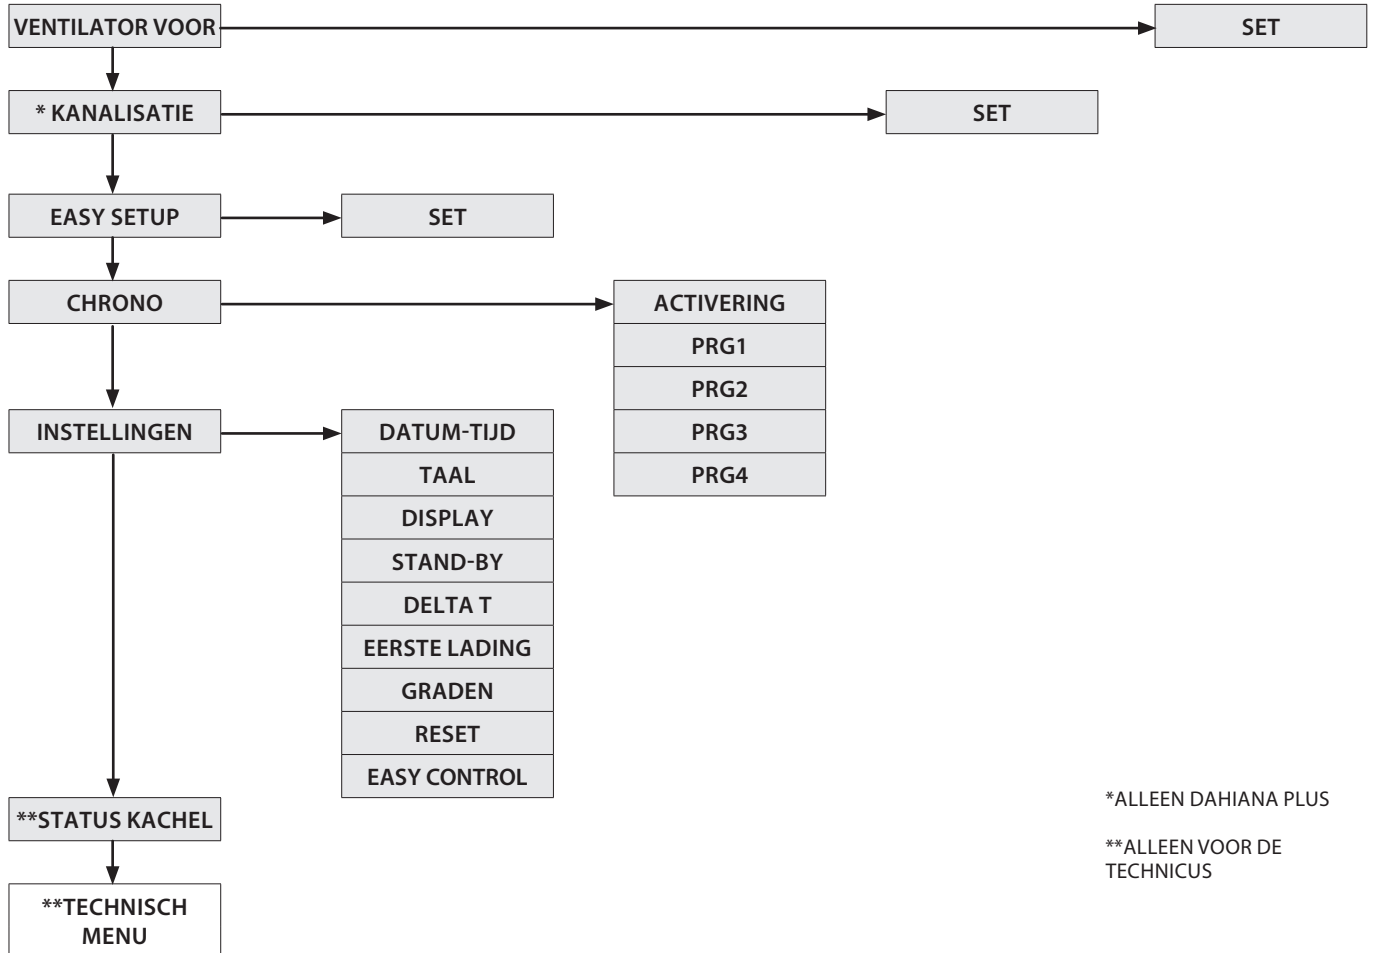 VENTILATOR VOOR
SET
* KANALISATIE
SET
EASY SETUP
SET
CHRONO
ACTIVERING
PRG1
PRG2
PRG3
PRG4
INSTELLINGEN
DATUM-TIJD
TAAL
DISPLAY
STAND-BY
DELTA T
EERSTE LADING
GRADEN
RESET
EASY CONTROL
**STATUS KACHEL
**TECHNISCH
MENU
*ALLEEN DAHIANA PLUS
**ALLEEN VOOR DE
TECHNICUS